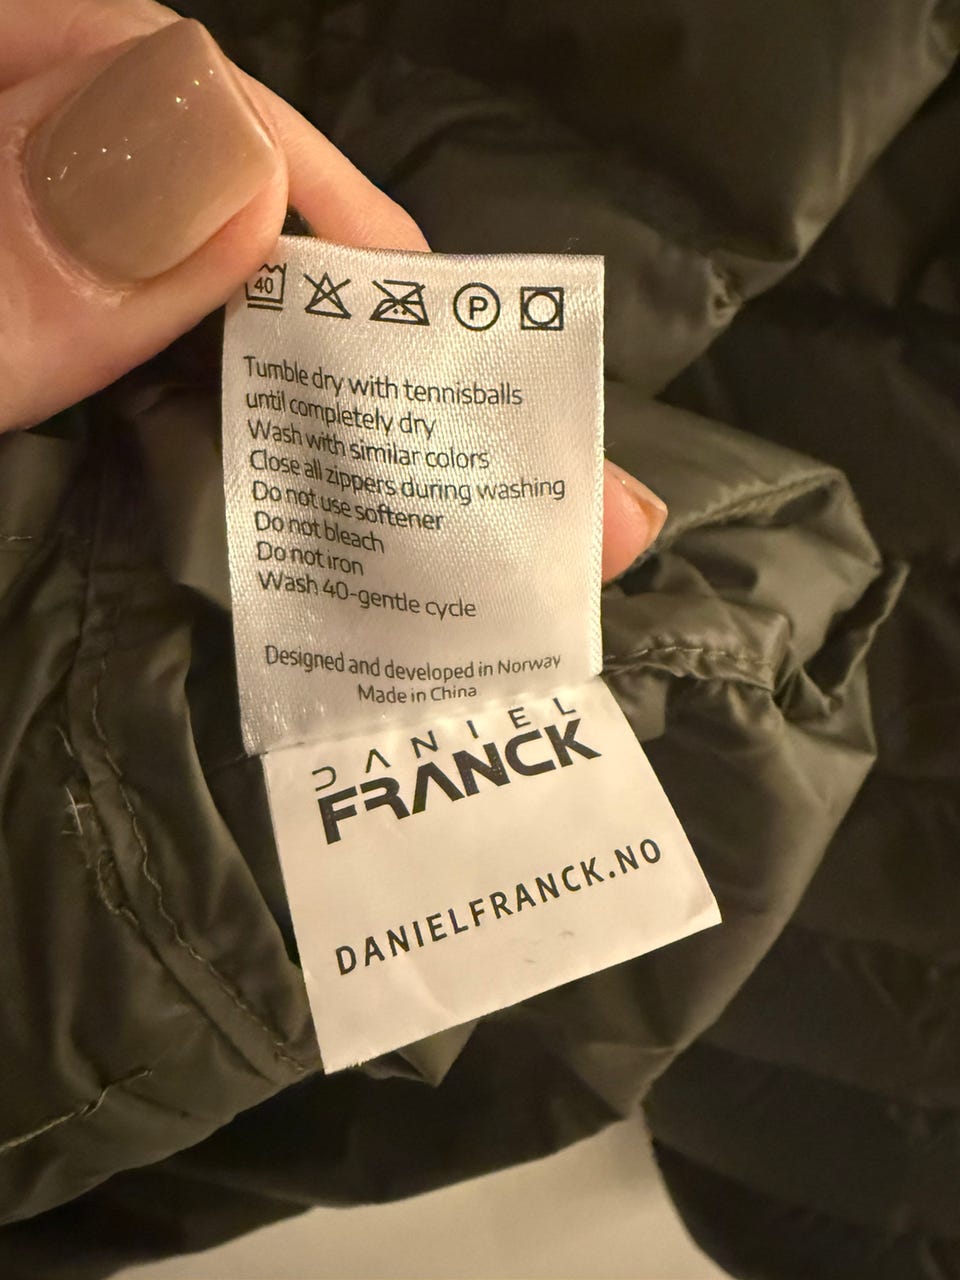 40 P
Tumble dry with tennisballs
until completely dry
Wash with similar colors
Close all zippers during washing
Do not use softener
Do not bleach
Do not iron
Wash 40-gentle cycle
Designed and developed in Norway
Made in China
DANIEL
FRANCK
DANIELFRANCK.NO